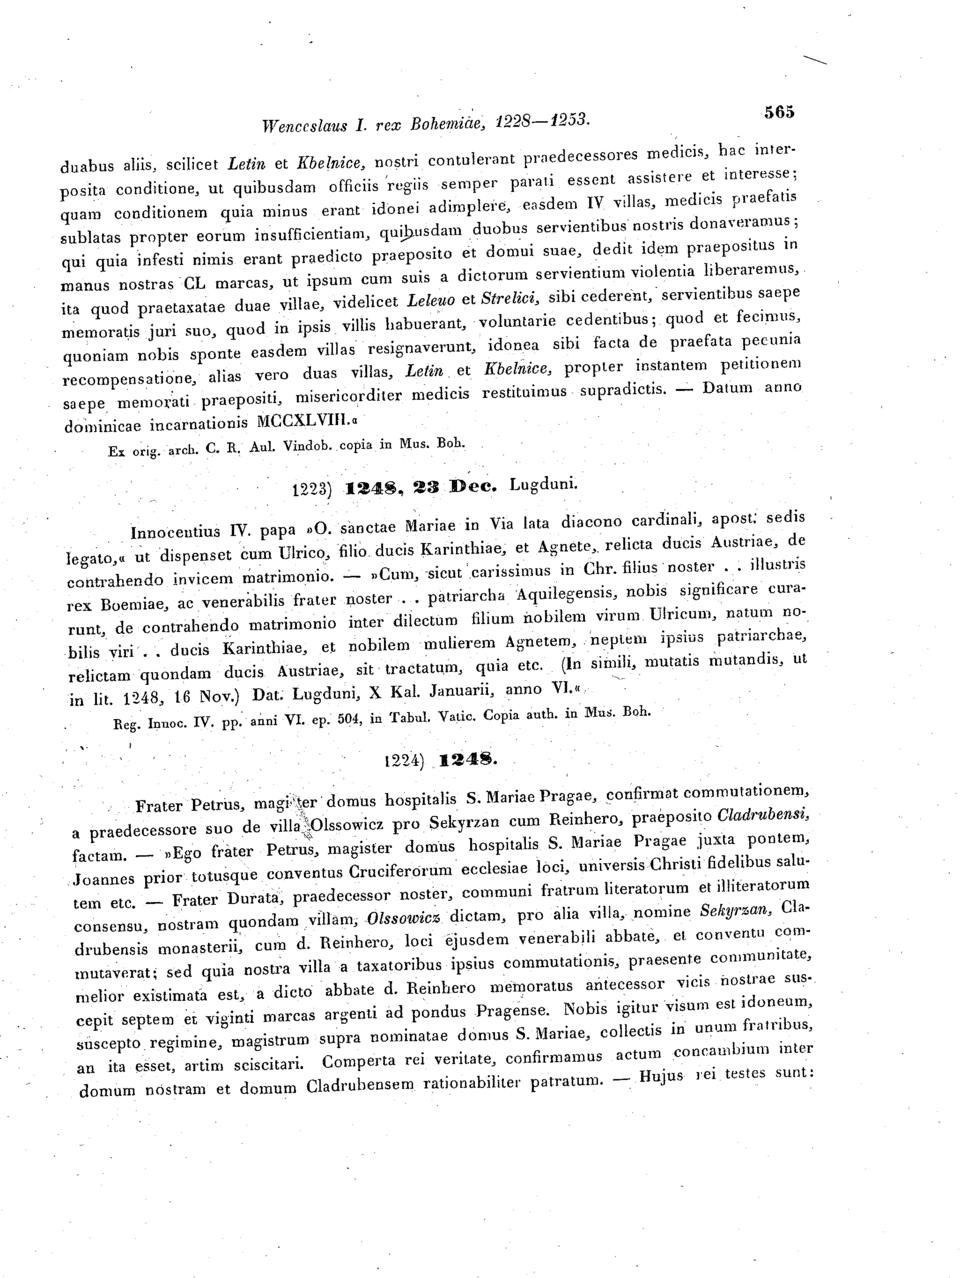 Wenceslaus I. rex Bohemiae, 1228—1253.
565
duabus aliis, scilicet Letin et Kbelnice, nostri contulerant praedecessores medicis, hac inter-
posita conditione, ut quibusdam officiis regiis semper parati essent assistere et interesse;
quam conditionem quia minus erant idonei adimplere, easdem IV villas, medicis praefatis
sublatas propter eorum insufficientiam, quibusdam duobus servientibus nostris donaveramus;
qui quia infesti nimis erant praedicto praeposito et domui suae, dedit idem praepositus in
manus nostras CL marcas, ut ipsum cum suis a dictorum servientium violentia liberaremus,
ita quod praetaxatae duae villae, videlicet Leleuo et Strelici, sibi cederent, servientibus saepe
memoratis juri suo, quod in ipsis villis habuerant, voluntarie cedentibus; quod et fecimus,
quoniam nobis sponte easdem villas resignaverunt, idonea sibi facta de praefata pecunia
recompensatione, alias vero duas villas, Letin et Kbelnice, propter instantem petitionem
saepe memorati praepositi, misericorditer medicis restituimus supradictis. — Datum anno
dominicae incarnationis MCCXLVIII.«
Ex orig. arch. C. R. Aul. Vindob. copia in Mus. Boh.
1223) 1248, 23 Dec. Lugduni.
Innocentius IV. papa »O. sanctae Mariae in Via lata diacono cardinali, apost. sedis
legato,« ut dispenset cum Ulrico, filio ducis Karinthiae, et Agnete, relicta ducis Austriae, de
contrahendo invicem matrimonio. — »Cum, sicut carissimus in Chr. filius noster . . illustris
rex Boemiae, ac venerabilis frater noster . . patriarcha Aquilegensis, nobis significare cura-
runt, de contrahendo matrimonio inter dilectum filium nobilem virum Ulricum, natum no-
bilis viri . . ducis Karinthiae, et nobilem mulierem Agnetem, neptem ipsius patriarchae,
relictam quondam ducis Austriae, sit tractatum, quia etc. (In simili, mutatis mutandis, ut
in lit. 1248, 16 Nov.) Dat. Lugduni, X Kal. Januarii, anno VI.«
Reg. Innoc. IV. pp. anni VI. ep. 504, in Tabul. Vatic. Copia auth. in Mus. Boh.
1224) 1248.
Frater Petrus, magister domus hospitalis S. Mariae Pragae, confirmat commutationem,
a praedecessore suo de villa Olssowicz pro Sekyrzan cum Reinhero, praeposito Cladrubensi,
factam. — »Ego frater Petrus, magister domus hospitalis S. Mariae Pragae juxta pontem,
Joannes prior totusque conventus Cruciferorum ecclesiae loci, universis Christi fidelibus salu-
tem etc. — Frater Durata, praedecessor noster, communi fratrum literatorum et illiteratorum
consensu, nostram quondam villam, Olssowicz dictam, pro alia villa, nomine Sekyrzan, Cla-
drubensis monasterii, cum d. Reinhero, loci ejusdem venerabili abbate, et conventu com-
mutaverat; sed quia nostra villa a taxatoribus ipsius commutationis, praesente communitate,
melior existimata est, a dicto abbate d. Reinhero memoratus antecessor vicis nostrae sus-
cepit septem et viginti marcas argenti ad pondus Pragense. Nobis igitur visum est idoneum,
suscepto regimine, magistrum supra nominatae domus S. Mariae, collectis in unum fratribus,
an ita esset, artim sciscitari. Comperta rei veritate, confirmamus actum concambium inter
domum nostram et domum Cladrubensem rationabiliter patratum. — Hujus rei testes sunt: